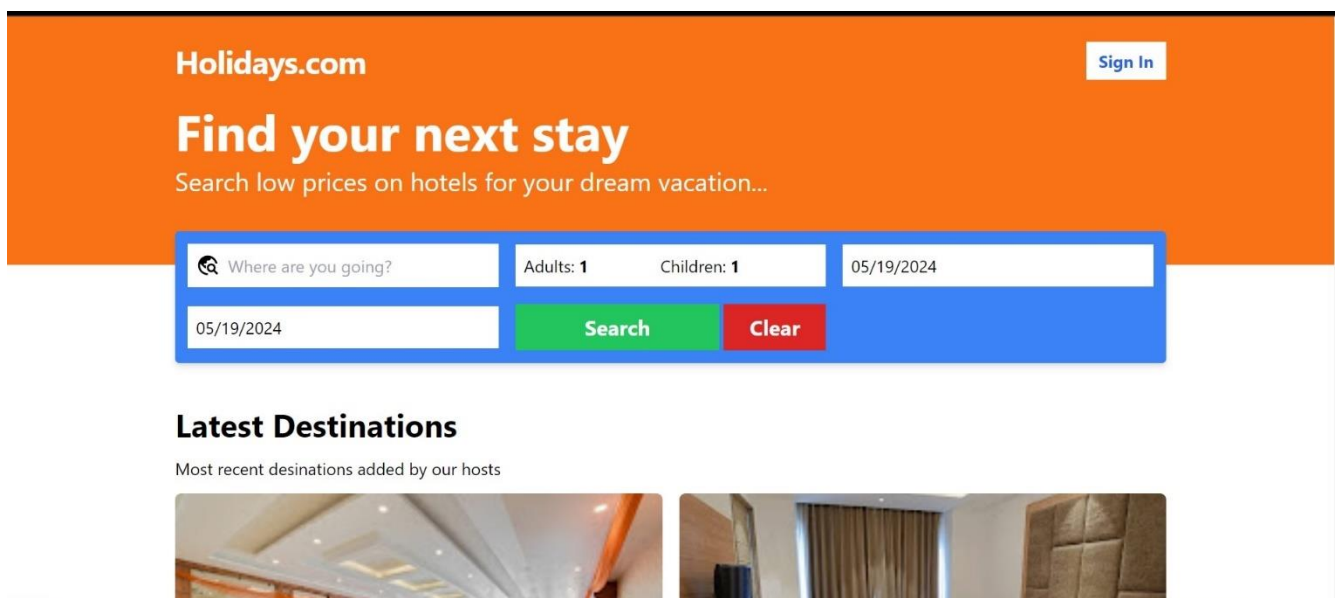 Holidays.com
Sign In
Find your next stay
Search low prices on hotels for your dream vacation...
Where are you going?
Adults: 1 Children: 1
05/19/2024
05/19/2024
Search
Clear
Latest Destinations
Most recent desinations added by our hosts